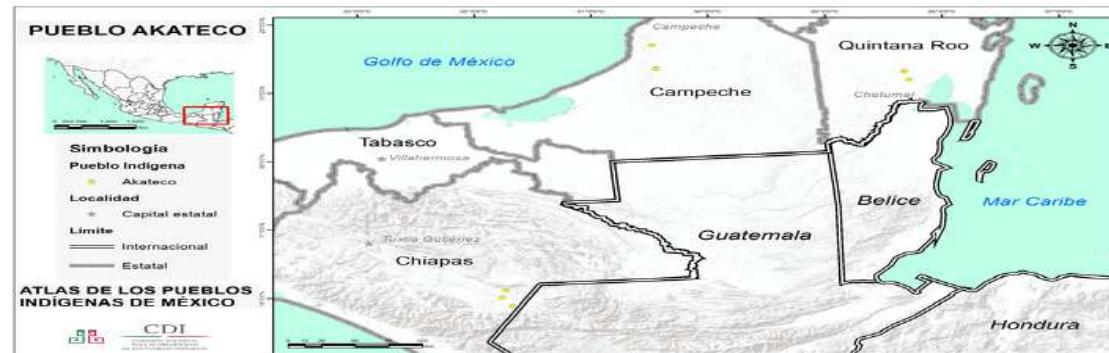 PUEBLO AKATECO
Simbología
Pueblo Indígena
Akateco
Localidad
Capital estatal
Límite
Internacional
Estatal
ATLAS DE LOS PUEBLOS
INDÍGENAS DE MÉXICO
CDI
Golfo de México
Campeche
Campeche
Quintana Roo
Chetumal
N
W
S
Tabasco
Villahermosa
Belice
Mar Caribe
Guatemala
Tuxtla Gutiérrez
Chiapas
Hondura